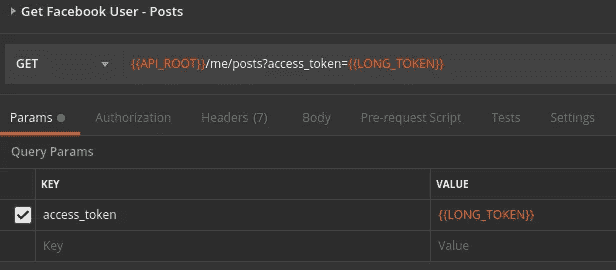 Get Facebook User - Posts
GET {{API_ROOT}}/me/posts?access_token={{LONG_TOKEN}}
Params Authorization Headers (7) Body Pre-request Script Tests Settings
Query Params
KEY VALUE
access_token {{LONG_TOKEN}}
Key Value